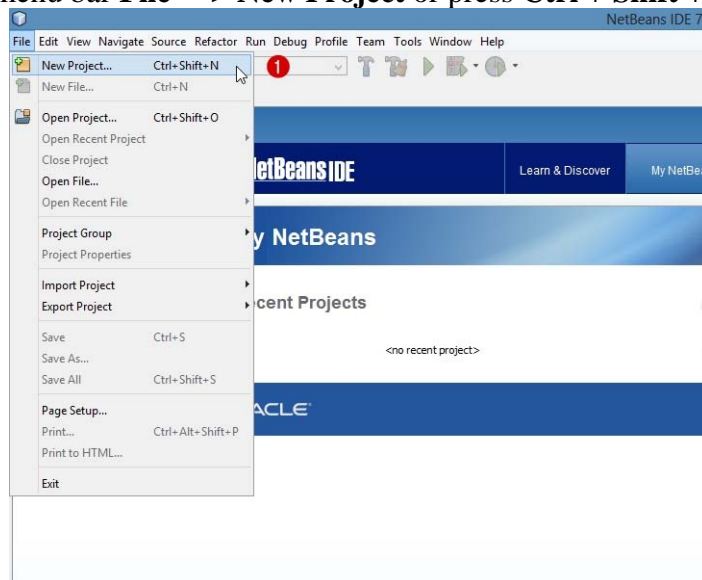 menu bar File --> New Project or press Ctrl + Shift +
NetBeans IDE 7
File Edit View Navigate Source Refactor Run Debug Profile Team Tools Window Help
New Project... Ctrl+Shift+N
1
New File... Ctrl+N
Open Project... Ctrl+Shift+O
Open Recent Project
Close Project
Open File...
Open Recent File
Project Group
Project Properties
Import Project
Export Project
Save Ctrl+S
Save As...
Save All Ctrl+Shift+S
Page Setup...
Print... Ctrl+Alt+Shift+P
Print to HTML...
Exit
NetBeans IDE
Learn & Discover
My NetBea
y NetBeans
ecent Projects
<no recent project>
ACLE